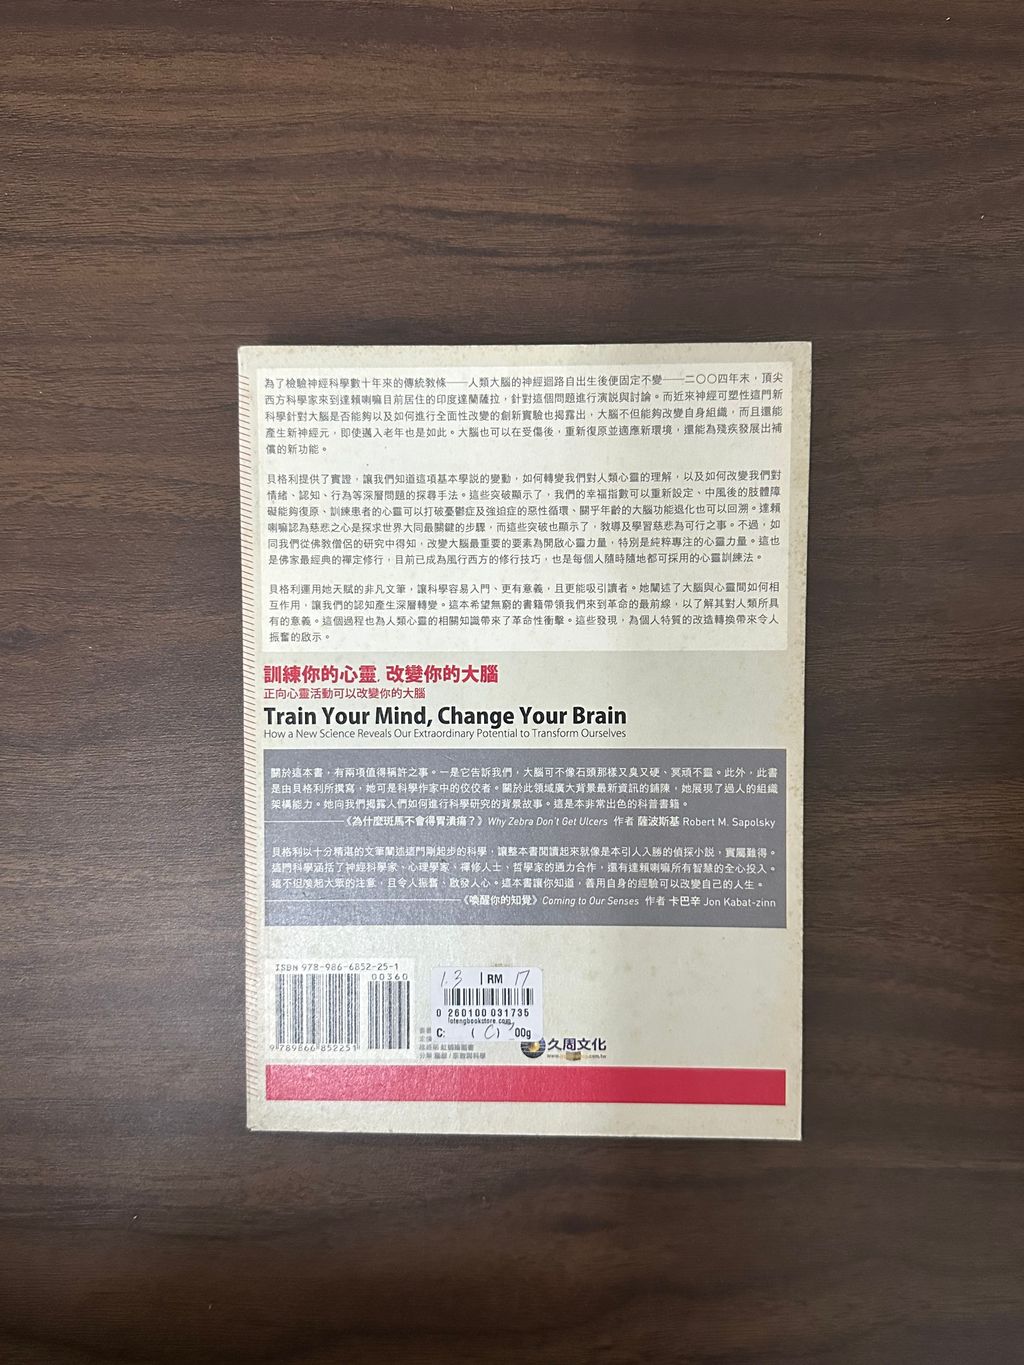 為了檢驗神經科學數十年來的傳統教條——人類大腦的神經迴路自出生後便固定不變——二〇〇四年末，頂尖
西方科學家來到達賴喇嘛目前居住的印度達蘭薩拉，針對這個問題進行演說與討論。而近來神經可塑性這門新
科學針對大腦是否能夠以及如何進行全面性改變的創新實驗也揭露出，大腦不但能夠改變自身組織，而且還能
產生新神經元，即使邁入老年也是如此。大腦也可以在受傷後，重新復原並適應新環境，還能為殘疾發展出補
償的新功能。
貝格利提供了實證，讓我們知道這項基本學說的變動，如何轉變我們對人類心靈的理解，以及如何改變我們對
情緒、認知、行為等深層問題的探尋手法。這些突破顯示了，我們的幸福指數可以重新設定、中風後的肢體障
礙能夠復原、訓練患者的心靈可以打破憂鬱症及強迫症的惡性循環、關乎年齡的大腦功能退化也可以回溯。達賴
喇嘛認為慈悲之心是探求世界大同最關鍵的步驟，而這些突破也顯示了，教導及學習慈悲為可行之事。不過，如
同我們從佛教僧侶的研究中得知，改變大腦最重要的要素為開啟心靈力量，特別是純粹專注的心靈力量。這也
是佛家最經典的禪定修行，目前已成為風行西方的修行技巧，也是每個人隨時隨地都可採用的心靈訓練法。
貝格利運用她天賦的非凡文筆，讓科學容易入門、更有意義，且更能吸引讀者。她闡述了大腦與心靈間如何相
互作用，讓我們的認知產生深層轉變。這本希望無窮的書籍帶領我們來到革命的最前線，以了解其對人類所具
有的意義。這個過程也為人類心靈的相關知識帶來了革命性衝擊。這些發現，為個人特質的改造轉換帶來令人
振奮的啟示。
訓練你的心靈，改變你的大腦
正向心靈活動可以改變你的大腦
Train Your Mind, Change Your Brain
How a New Science Reveals Our Extraordinary Potential to Transform Ourselves
關於這本書，有兩項值得稱許之事。一是它告訴我們，大腦可不像石頭那樣又臭又硬、冥頑不靈。此外，此書
是由貝格利所撰寫，她可是科學作家中的佼佼者。關於此領域廣大背景最新資訊的鋪陳，她展現了過人的組織
架構能力。她向我們揭露人們如何進行科學研究的背景故事。這是本非常出色的科普書籍。
——《為什麼斑馬不會得胃潰瘍？》Why Zebra Don't Get Ulcers 作者 薩波斯基 Robert M. Sapolsky
貝格利以十分精湛的文筆闡述這門剛起步的科學，讓整本書閱讀起來就像是本引人入勝的偵探小說，實屬難得。
這門科學涵括了神經科學家、心理學家、禪修人士、哲學家的通力合作，還有達賴喇嘛所有智慧的全心投入。
這不但喚起大眾的注意，且令人振奮、啟發人心。這本書讓你知道，善用自身的經驗可以改變自己的人生。
——《喚醒你的知覺》Coming to Our Senses 作者 卡巴辛 Jon Kabat-zinn
ISBN 978-986-6852-25-1
00360
9 789866 852251
1.3 | RM 17
0 260100 031735
lotengbookstore.com
C: ( C ) 00g
久周文化